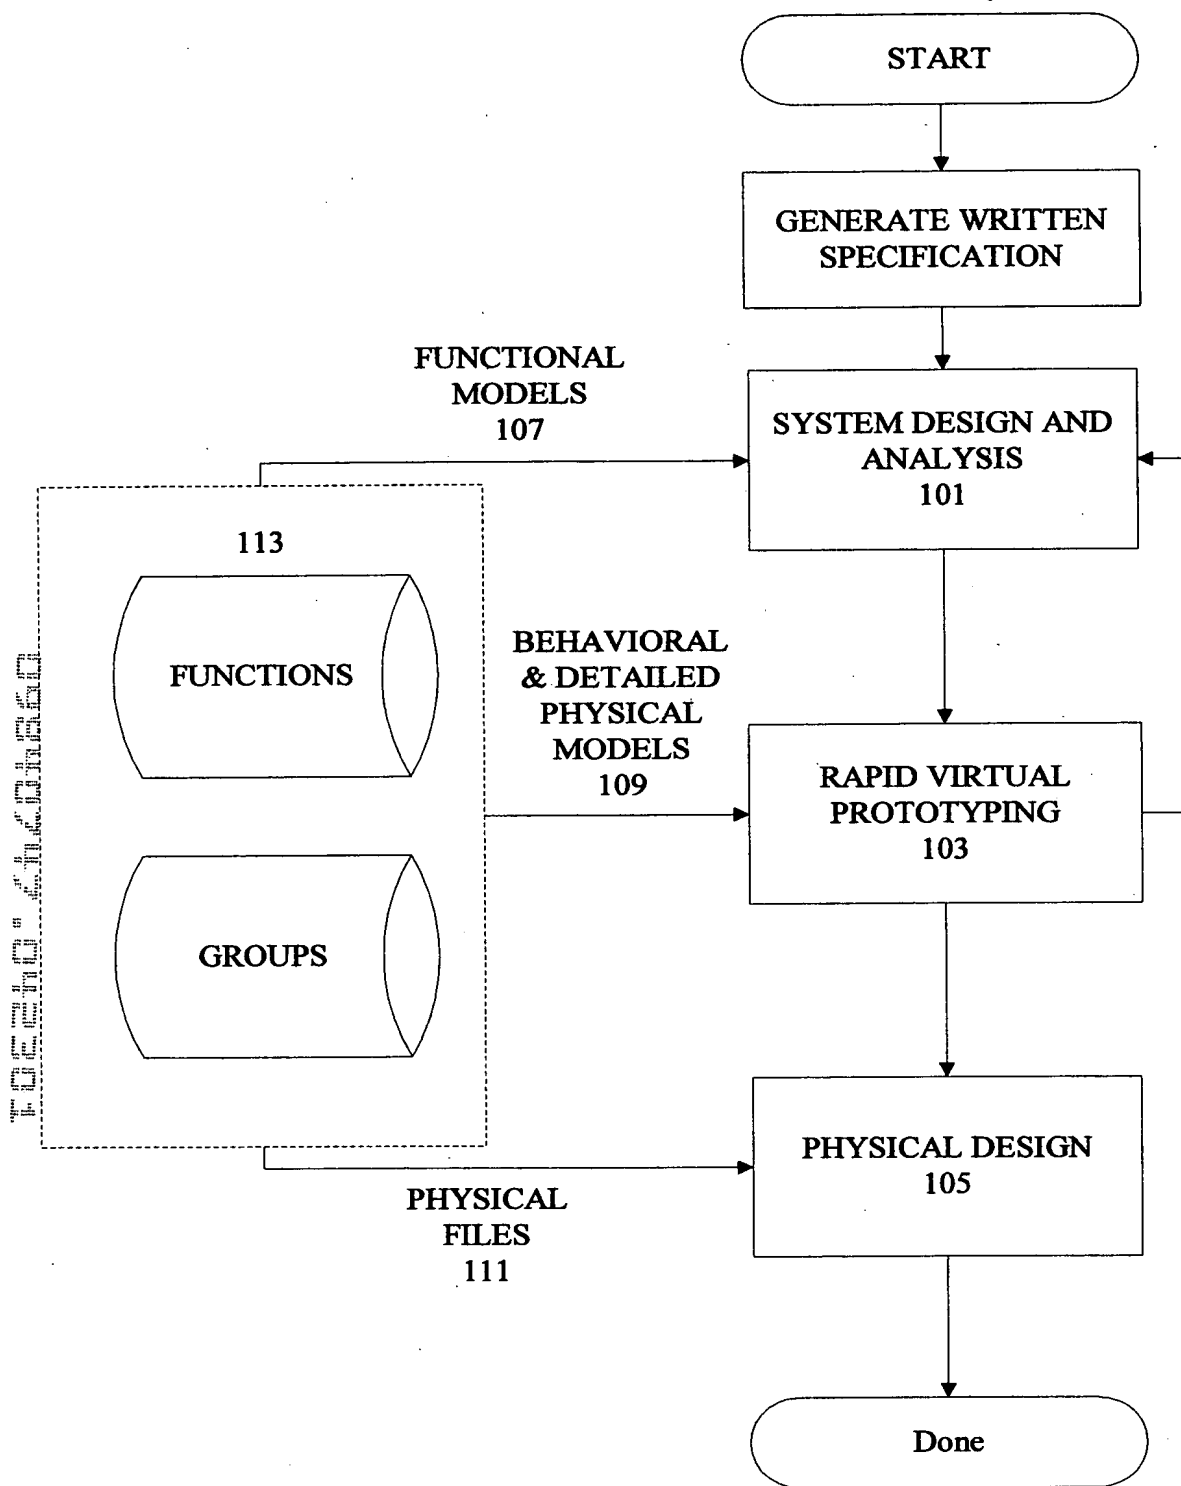 START
GENERATE WRITTEN
SPECIFICATION
FUNCTIONAL
MODELS
107
SYSTEM DESIGN AND
ANALYSIS
101
113
FUNCTIONS
BEHAVIORAL
& DETAILED
PHYSICAL
MODELS
109
RAPID VIRTUAL
PROTOTYPING
103
GROUPS
PHYSICAL DESIGN
105
PHYSICAL
FILES
111
Done